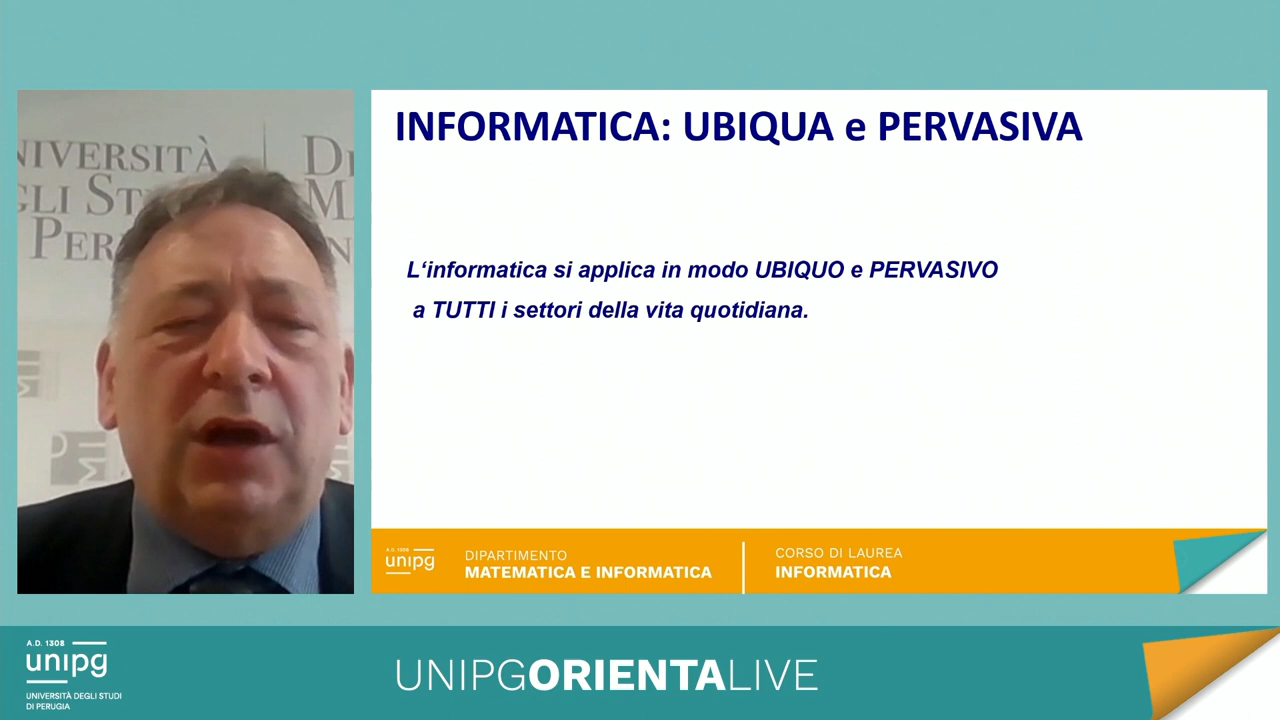 NIVERSITÀ
GLI ST
PER
INFORMATICA: UBIQUA e PERVASIVA
L‘informatica si applica in modo UBIQUO e PERVASIVO
a TUTTI i settori della vita quotidiana.
A.D. 1308
unipg
DIPARTIMENTO
MATEMATICA E INFORMATICA
CORSO DI LAUREA
INFORMATICA
A.D. 1308
unipg
UNIVERSITÀ DEGLI STUDI
DI PERUGIA
UNIPGORIENTALIVE